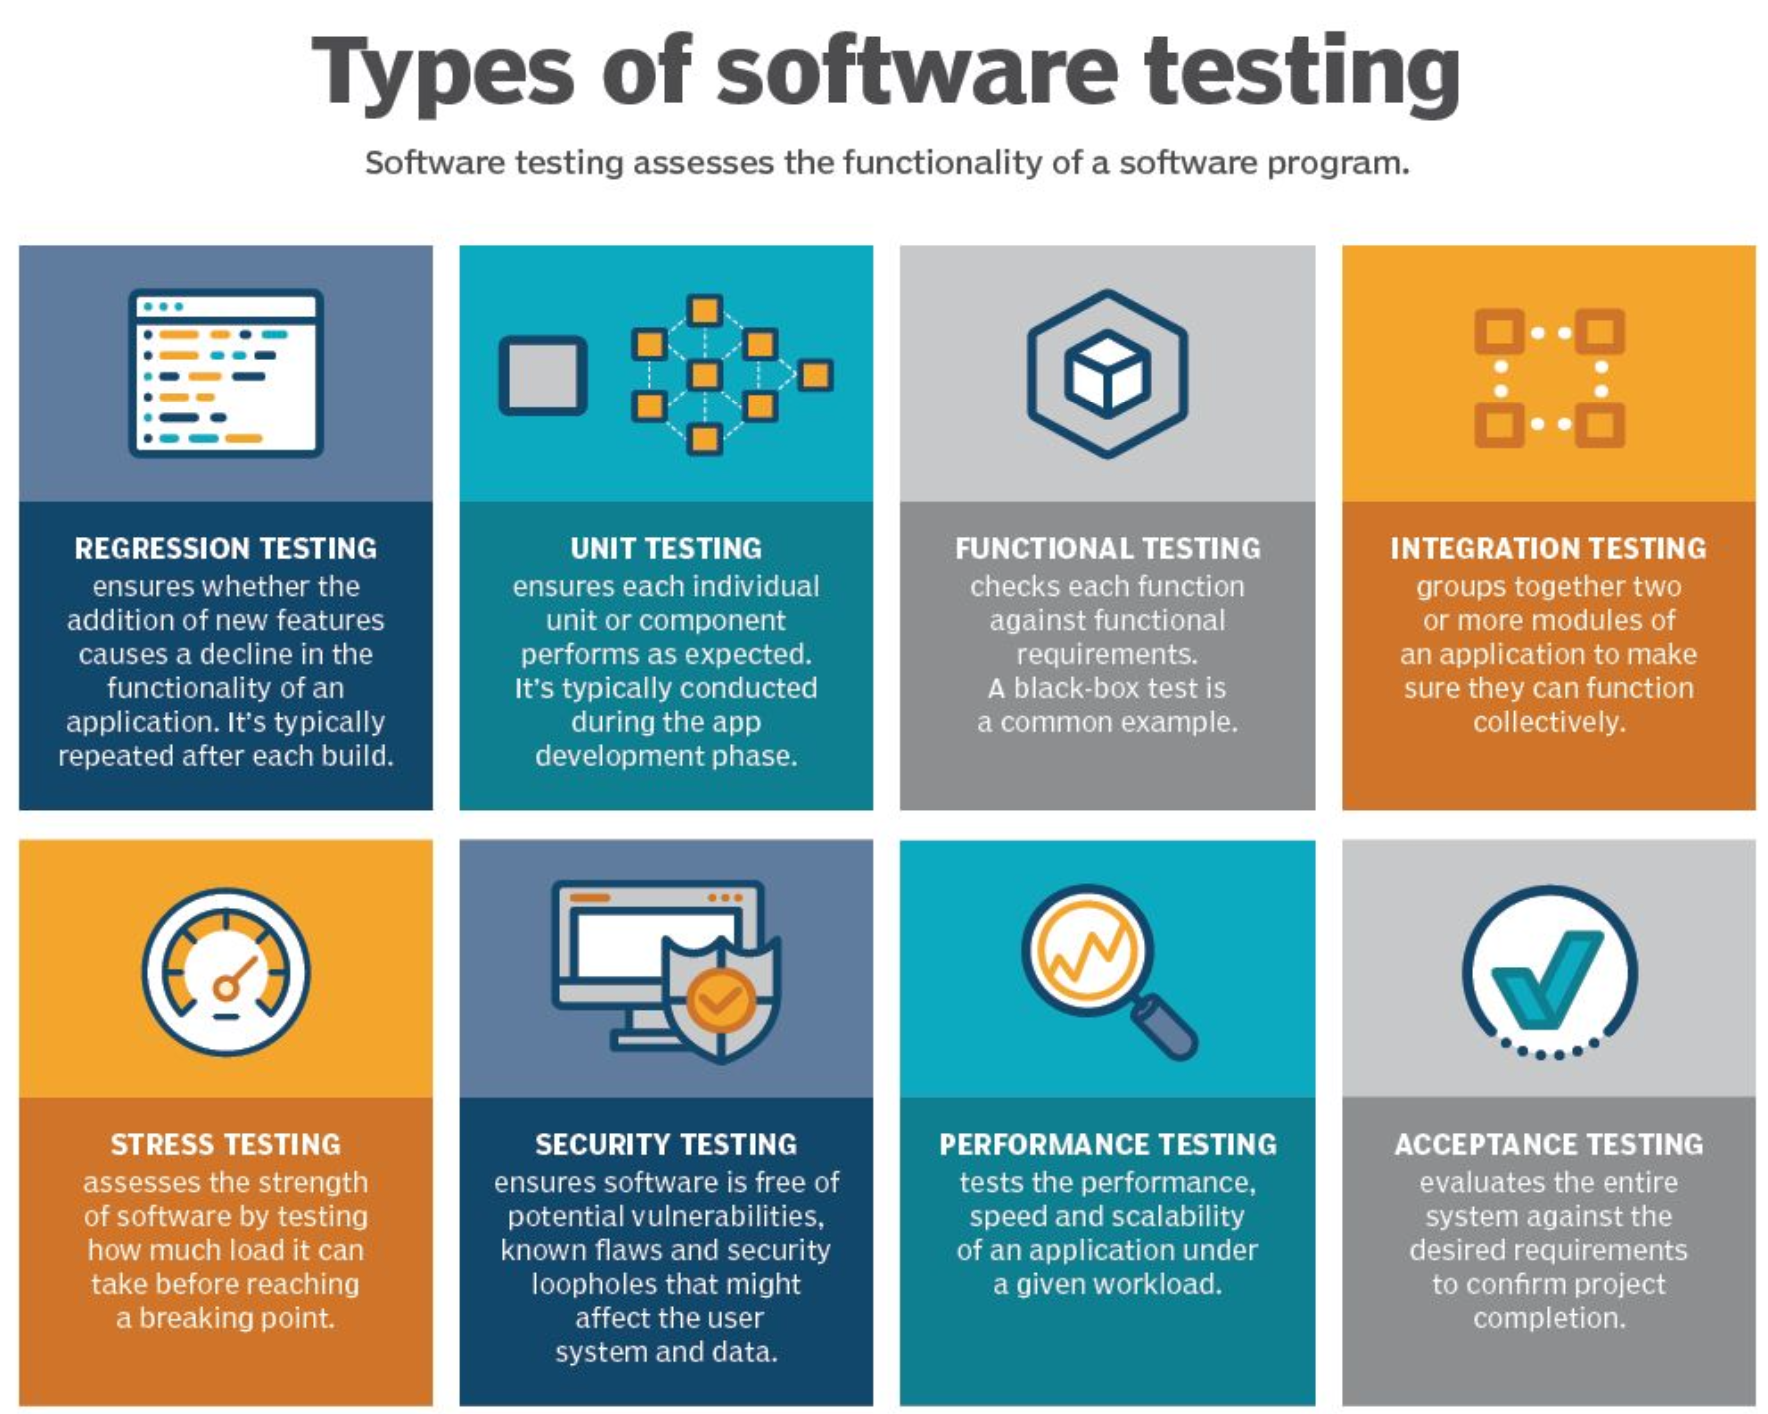 Types of software testing
Software testing assesses the functionality of a software program.
REGRESSION TESTING
ensures whether the
addition of new features
causes a decline in the
functionality of an
application. It's typically
repeated after each build.
UNIT TESTING
ensures each individual
unit or component
performs as expected.
It's typically conducted
during the app
development phase.
FUNCTIONAL TESTING
checks each function
against functional
requirements.
A black-box test is
a common example.
INTEGRATION TESTING
groups together two
or more modules of
an application to make
sure they can function
collectively.
STRESS TESTING
assesses the strength
of software by testing
how much load it can
take before reaching
a breaking point.
SECURITY TESTING
ensures software is free of
potential vulnerabilities,
known flaws and security
loopholes that might
affect the user
system and data.
PERFORMANCE TESTING
tests the performance,
speed and scalability
of an application under
a given workload.
ACCEPTANCE TESTING
evaluates the entire
system against the
desired requirements
to confirm project
completion.